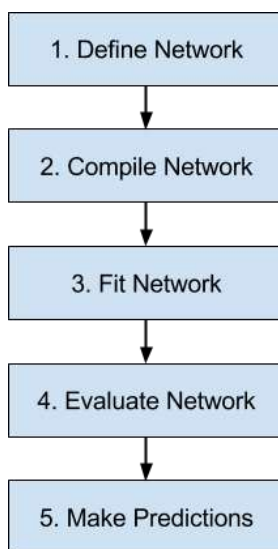 1. Define Network
2. Compile Network
3. Fit Network
4. Evaluate Network
5. Make Predictions